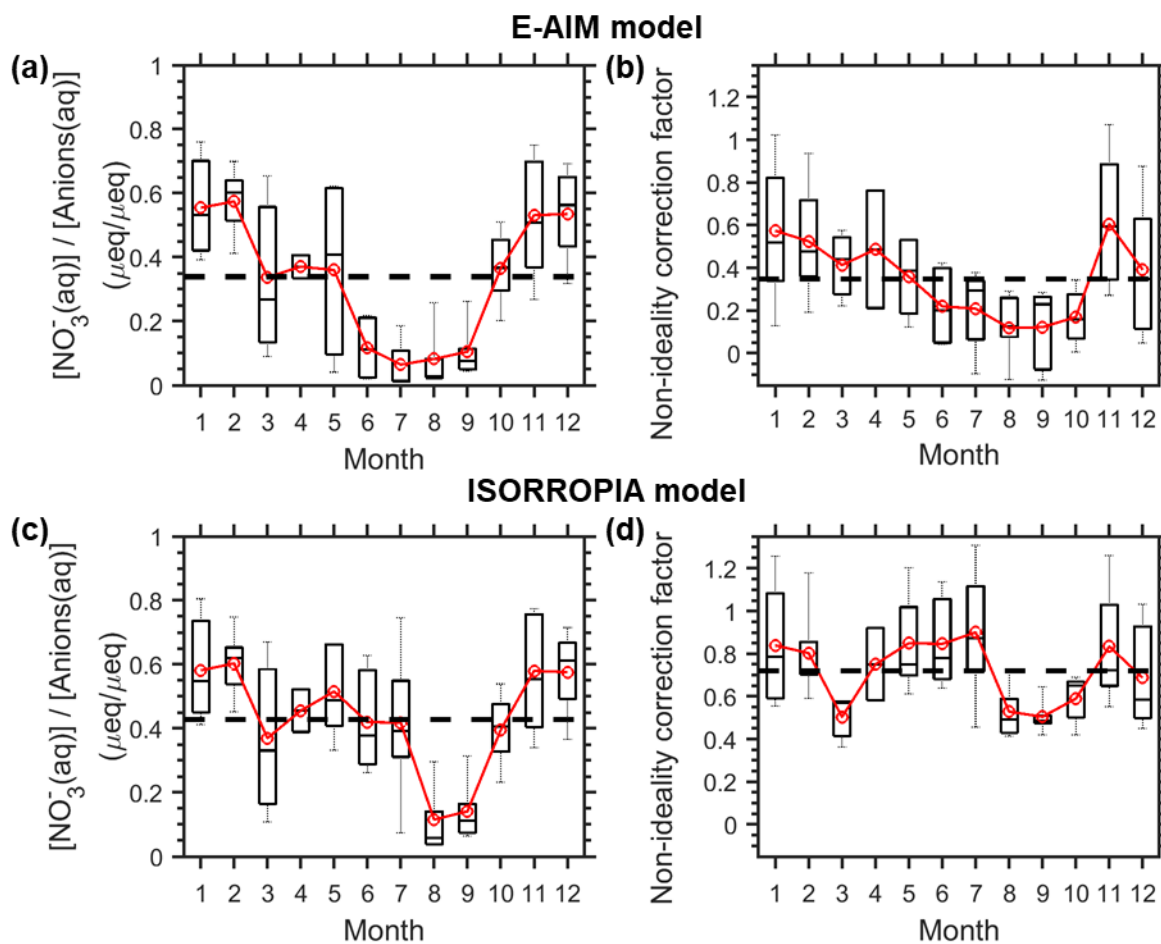 E-AIM model
(a)
[NO3-(aq)] / [Anions(aq)]
(μeq/μeq)
1
0.8
0.6
0.4
0.2
0
1 2 3 4 5 6 7 8 9 10 11 12
Month
(b)
Non-ideality correction factor
1.2
1
0.8
0.6
0.4
0.2
0
1 2 3 4 5 6 7 8 9 10 11 12
Month
ISORROPIA model
(c)
[NO3-(aq)] / [Anions(aq)]
(μeq/μeq)
1
0.8
0.6
0.4
0.2
0
1 2 3 4 5 6 7 8 9 10 11 12
Month
(d)
Non-ideality correction factor
1.2
1
0.8
0.6
0.4
0.2
0
1 2 3 4 5 6 7 8 9 10 11 12
Month